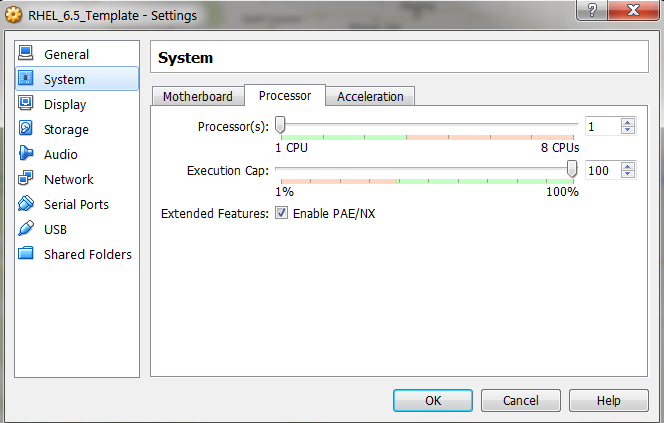 RHEL_6.5_Template - Settings
General
System
Display
Storage
Audio
Network
Serial Ports
USB
Shared Folders
System
Motherboard Processor Acceleration
Processor(s): 1
1 CPU 8 CPUs
Execution Cap: 100
1% 100%
Extended Features: Enable PAE/NX
OK Cancel Help